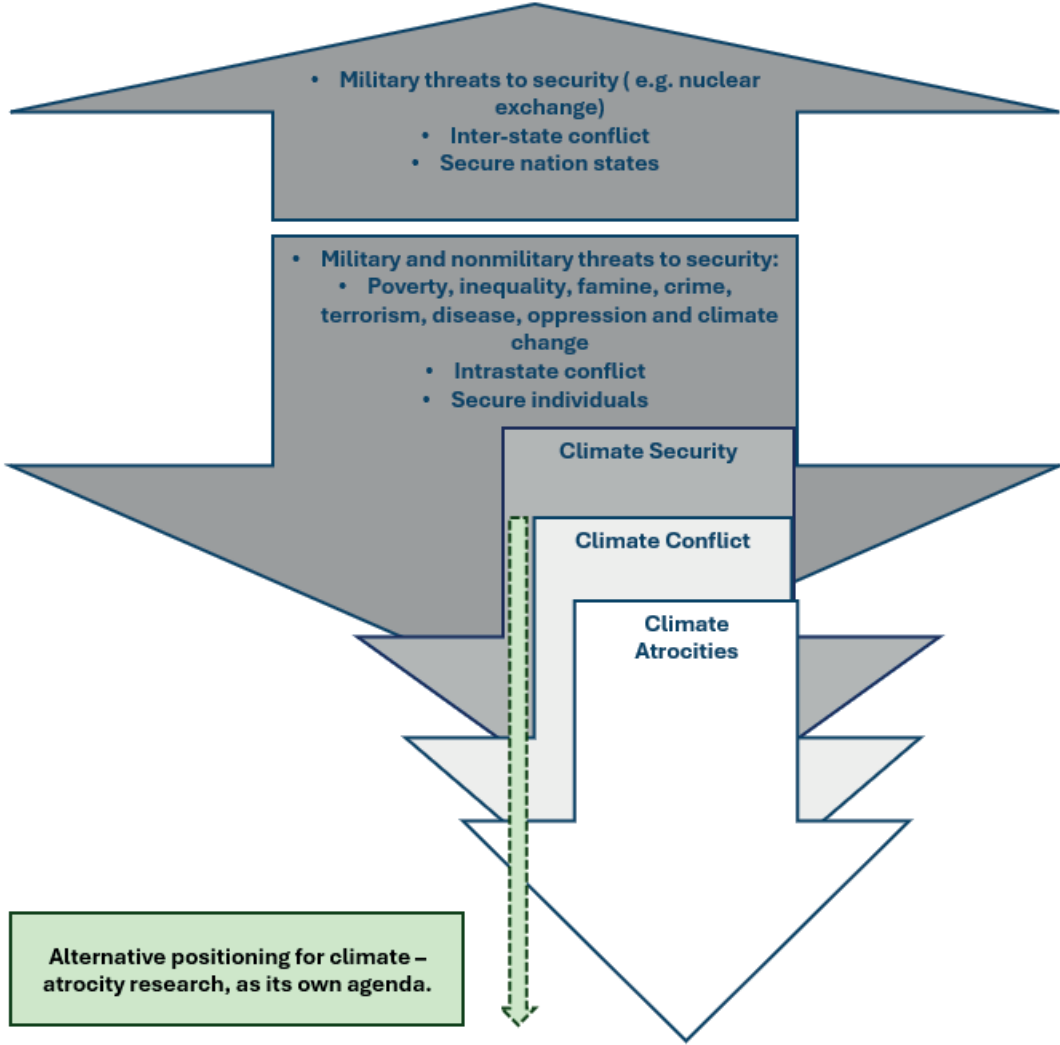 • Military threats to security ( e.g. nuclear
exchange)
• Inter-state conflict
• Secure nation states
• Military and nonmilitary threats to security:
• Poverty, inequality, famine, crime,
terrorism, disease, oppression and climate
change
• Intrastate conflict
• Secure individuals
Climate Security
Climate Conflict
Climate
Atrocities
Alternative positioning for climate –
atrocity research, as its own agenda.